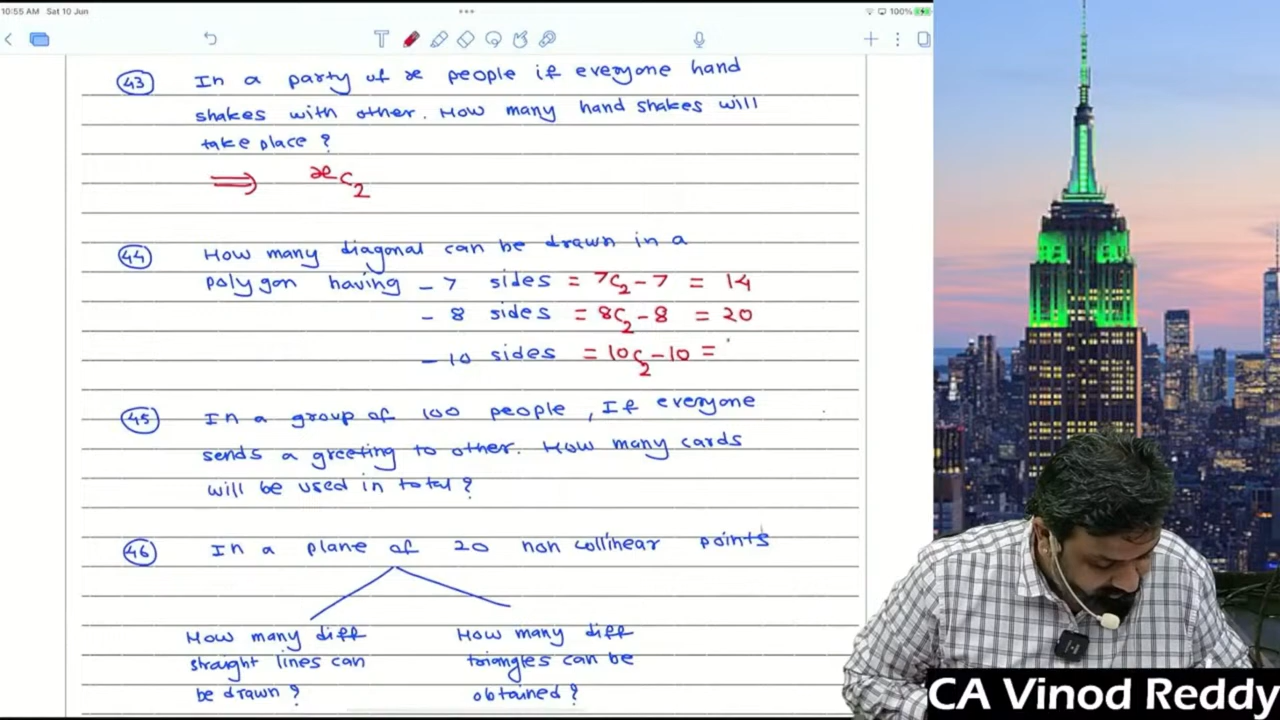 10:55 AM Sat 10 Jun
100%
T
43 In a party of x people if everyone hand
shakes with other. How many hand shakes will
take place ?
⟹ xC2
44 How many diagonal can be drawn in a
polygon having - 7 sides = 7C2 - 7 = 14
- 8 sides = 8C2 - 8 = 20
- 10 sides = 10C2 - 10 =
45 In a group of 100 people , If everyone
sends a greeting to other. How many cards
will be used in total ?
46 In a plane of 20 non collinear points
How many diff
straight lines can
be drawn ?
How many diff
triangles can be
obtained ?
CA Vinod Reddy